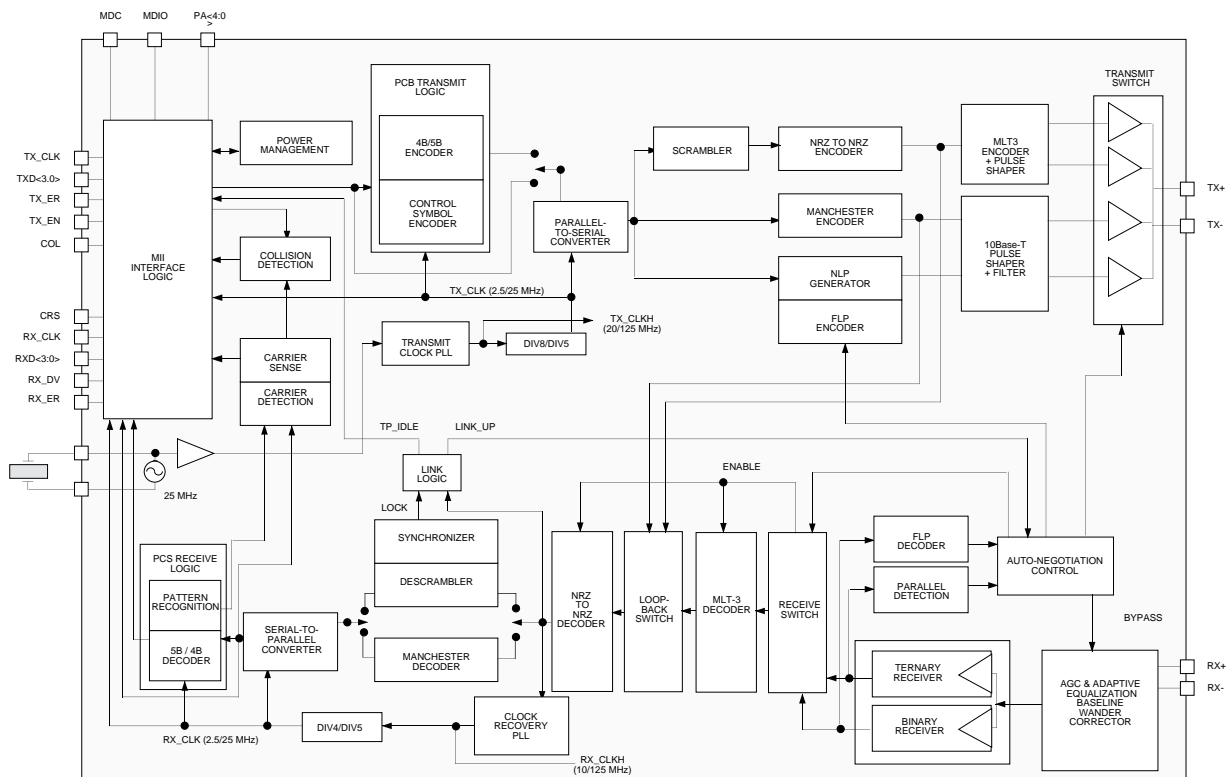 MDC
MDIO
PA<4:0
>
TX_CLK
TXD<3.0>
TX_ER
TX_EN
COL
CRS
RX_CLK
RXD<3:0>
RX_DV
RX_ER
MII
INTERFACE
LOGIC
POWER
MANAGEMENT
COLLISION
DETECTION
CARRIER
SENSE
CARRIER
DETECTION
PCB TRANSMIT
LOGIC
4B/5B
ENCODER
CONTROL
SYMBOL
ENCODER
TX_CLK (2.5/25 MHz)
TRANSMIT
CLOCK PLL
DIV8/DIV5
TX_CLKH
(20/125 MHz)
PARALLEL-
TO-SERIAL
CONVERTER
SCRAMBLER
NRZ TO NRZ
ENCODER
MANCHESTER
ENCODER
NLP
GENERATOR
FLP
ENCODER
MLT3
ENCODER
+ PULSE
SHAPER
10Base-T
PULSE
SHAPER
+ FILTER
TRANSMIT
SWITCH
TX+
TX-
25 MHz
TP_IDLE
LINK_UP
LINK
LOGIC
LOCK
ENABLE
PCS RECEIVE
LOGIC
PATTERN
RECOGNITION
5B / 4B
DECODER
SERIAL-TO-
PARALLEL
CONVERTER
SYNCHRONIZER
DESCRAMBLER
MANCHESTER
DECODER
NRZ
TO
NRZ
DECODER
LOOP-
BACK
SWITCH
MLT-3
DECODER
RECEIVE
SWITCH
FLP
DECODER
PARALLEL
DETECTION
AUTO-NEGOTIATION
CONTROL
BYPASS
TERNARY
RECEIVER
BINARY
RECEIVER
AGC & ADAPTIVE
EQUALIZATION
BASELINE
WANDER
CORRECTOR
RX+
RX-
RX_CLK (2.5/25 MHz)
DIV4/DIV5
CLOCK
RECOVERY
PLL
RX_CLKH
(10/125 MHz)